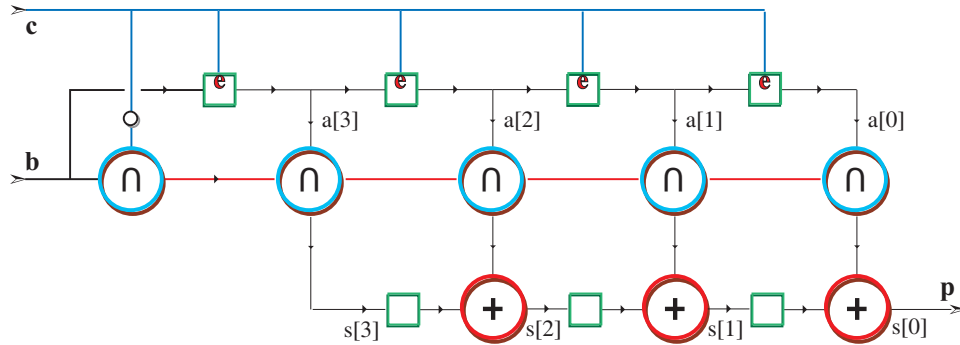 c
e e e e
a[3] a[2] a[1] a[0]
b
∩ ∩ ∩ ∩ ∩
p
+ + +
s[3] s[2] s[1] s[0]